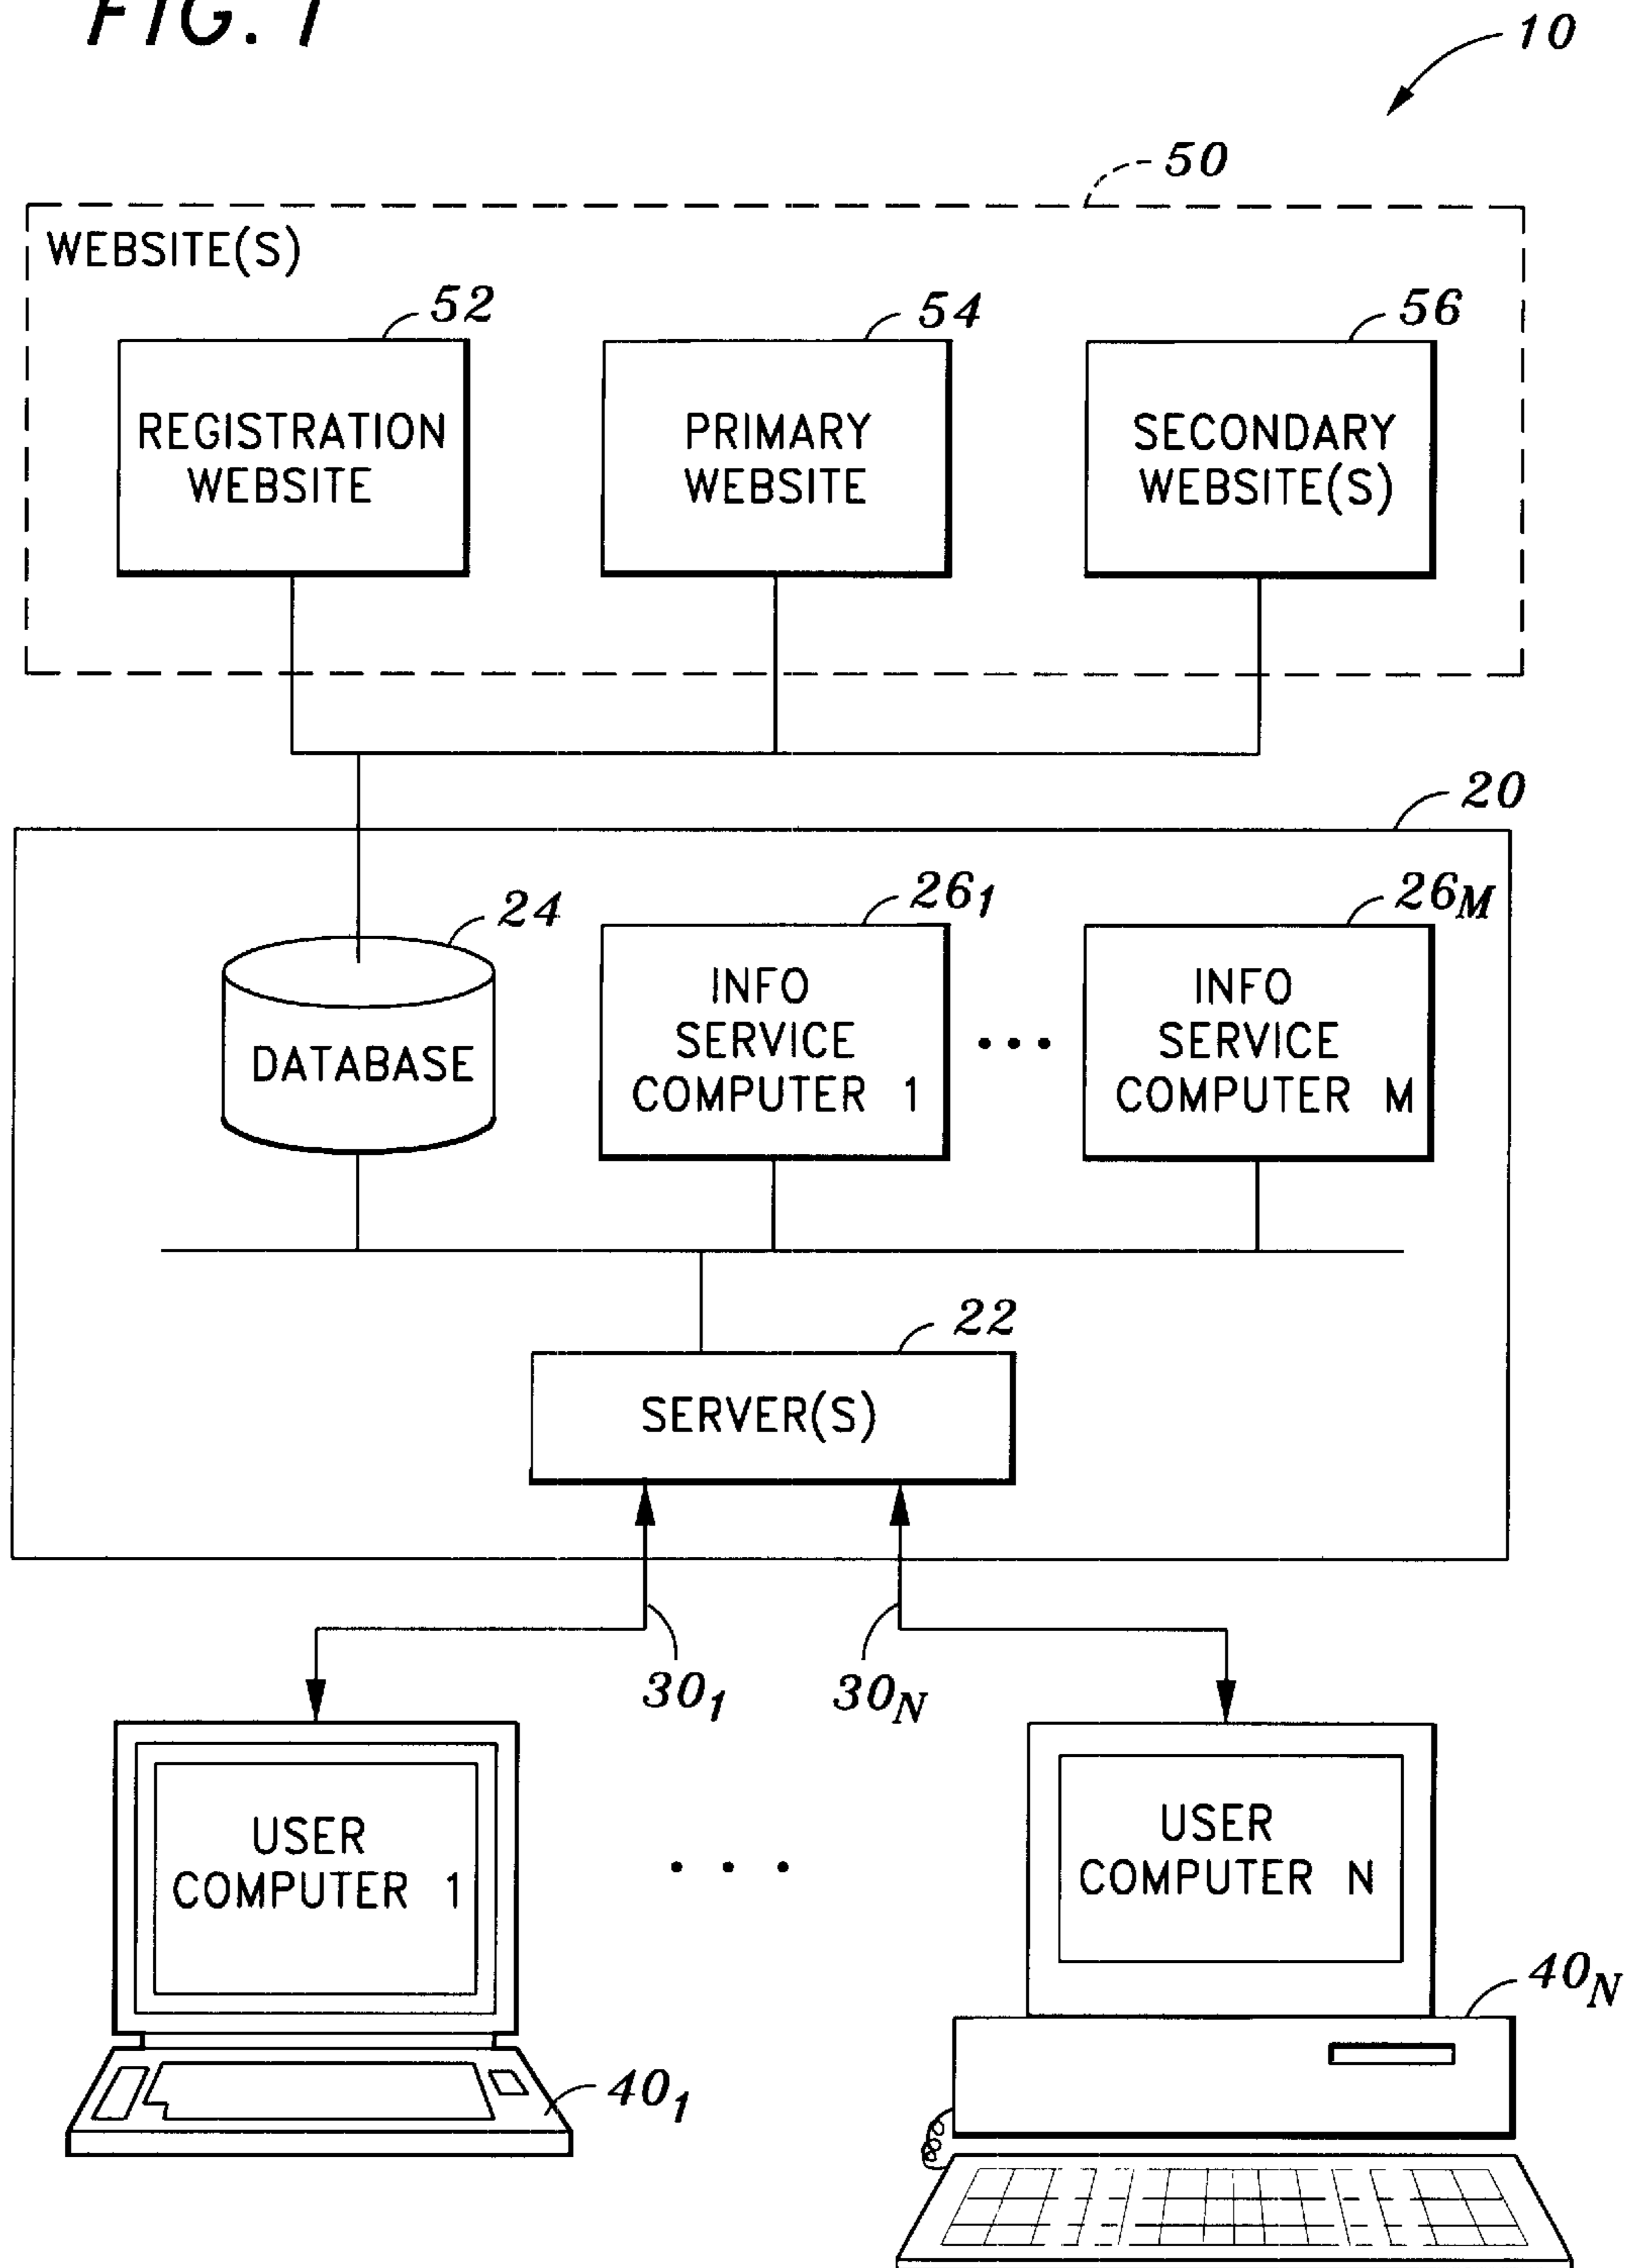 FIG. 1
10
50
WEBSITE(S)
52
54
56
REGISTRATION
WEBSITE
PRIMARY
WEBSITE
SECONDARY
WEBSITE(S)
20
24
26₁
26M
DATABASE
INFO
SERVICE
COMPUTER 1
...
INFO
SERVICE
COMPUTER M
22
SERVER(S)
30₁
30N
USER
COMPUTER 1
. . .
USER
COMPUTER N
40₁
40N